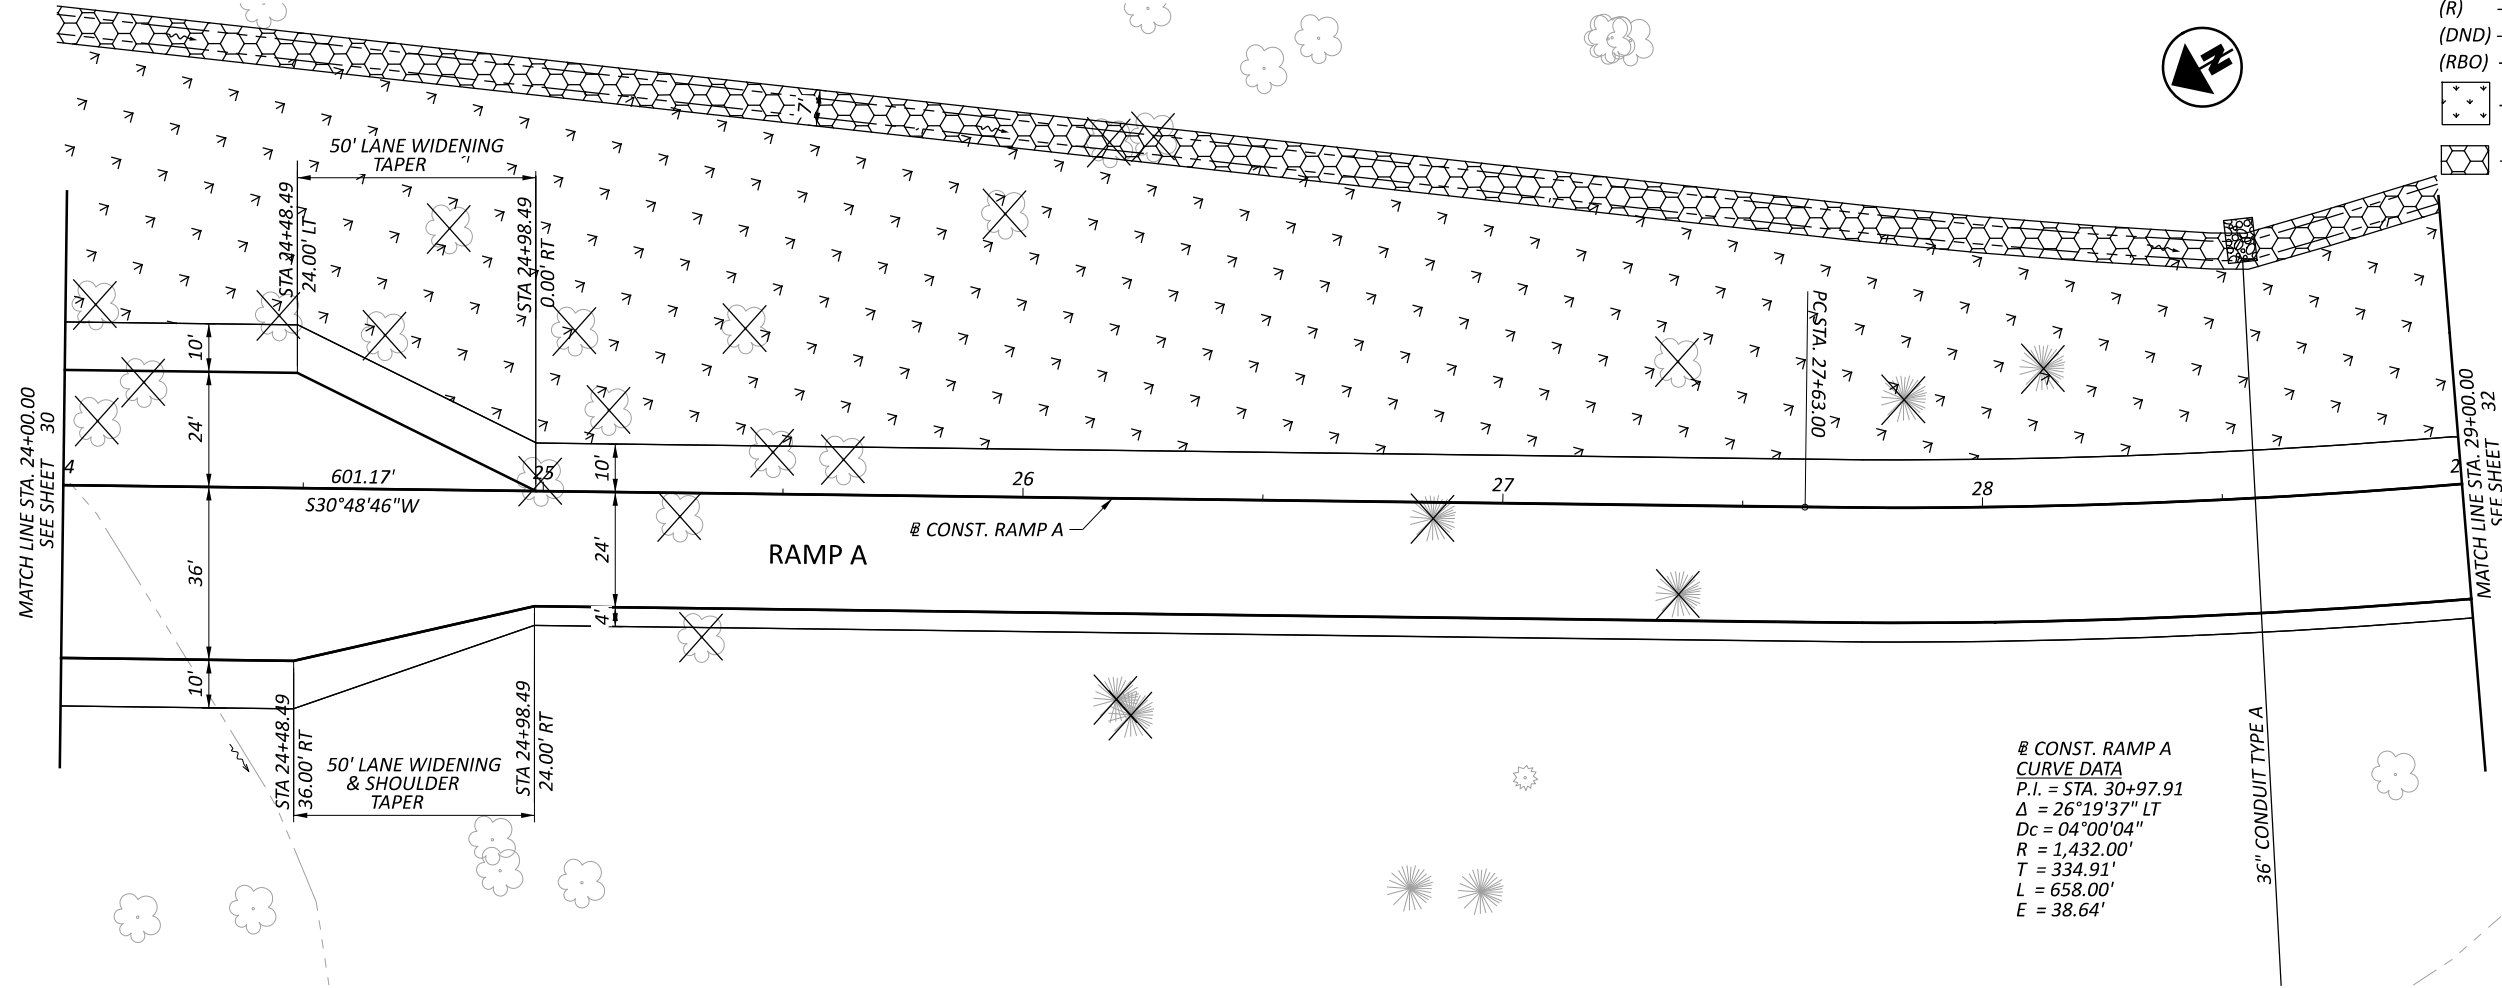 (R)
(DND)
(RBO)
N
7'
50' LANE WIDENING
TAPER
STA 24+48.49
24.00' LT
STA 24+98.49
0.00' RT
PC STA. 27+63.00
10'
24'
36'
10'
MATCH LINE STA. 24+00.00
SEE SHEET 30
4
601.17'
S30°48'46"W
25
10'
26
27
28
2
24'
4'
℄ CONST. RAMP A
RAMP A
MATCH LINE STA. 29+00.00
SEE SHEET 32
STA 24+48.49
36.00' RT
50' LANE WIDENING
& SHOULDER
TAPER
STA 24+98.49
24.00' RT
36" CONDUIT TYPE A
CONST. RAMP A
CURVE DATA
P.I. = STA. 30+97.91
Δ = 26°19'37" LT
Dc = 04°00'04"
R = 1,432.00'
T = 334.91'
L = 658.00'
E = 38.64'